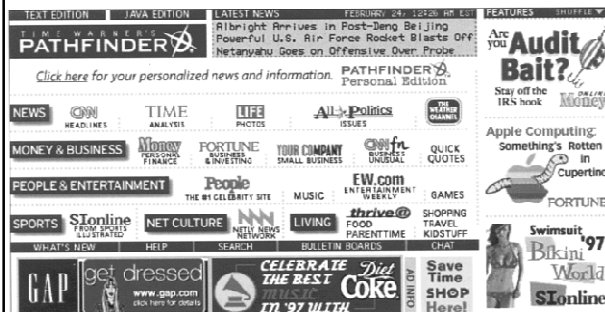 TEXT EDITION JAVA EDITION LATEST NEWS FEBRUARY 24, 12:26 AM EST FEATURES SHUFFLE
TIME WARNER'S
PATHFINDER
Albright Arrives in Post-Deng Beijing
Powerful U.S. Air Force Rocket Blasts Off
Netanyahu Goes on Offensive Over Probe
Click here for your personalized news and information. PATHFINDER
Personal Edition
Are you Audit
Bait?
Stay off the
IRS hook
Money ONLINE
NEWS CNN HEADLINES TIME ANALYSIS LIFE PHOTOS AllPolitics ISSUES THE WEATHER CHANNEL
MONEY & BUSINESS Money PERSONAL FINANCE FORTUNE BUSINESS & INVESTING YOUR COMPANY SMALL BUSINESS CNNfn BUSINESS UNUSUAL QUICK QUOTES
PEOPLE & ENTERTAINMENT People THE #1 CELEBRITY SITE MUSIC EW.com ENTERTAINMENT WEEKLY GAMES
SPORTS SIonline FROM SPORTS ILLUSTRATED NET CULTURE NNN NETLY NEWS NETWORK LIVING thrive@ FOOD PARENTTIME SHOPPING TRAVEL KIDSTUFF
Apple Computing:
Something's Rotten
in
Cupertino
FORTUNE
WHAT'S NEW HELP SEARCH BULLETIN BOARDS CHAT
Swimsuit
'97
Bikini
World
SIonline
GAP
get dressed
www.gap.com
click here for details
CELEBRATE
THE BEST
MUSIC
IN '97 WITH
Diet
Coke
AD INFO
Save
Time
SHOP
Here!